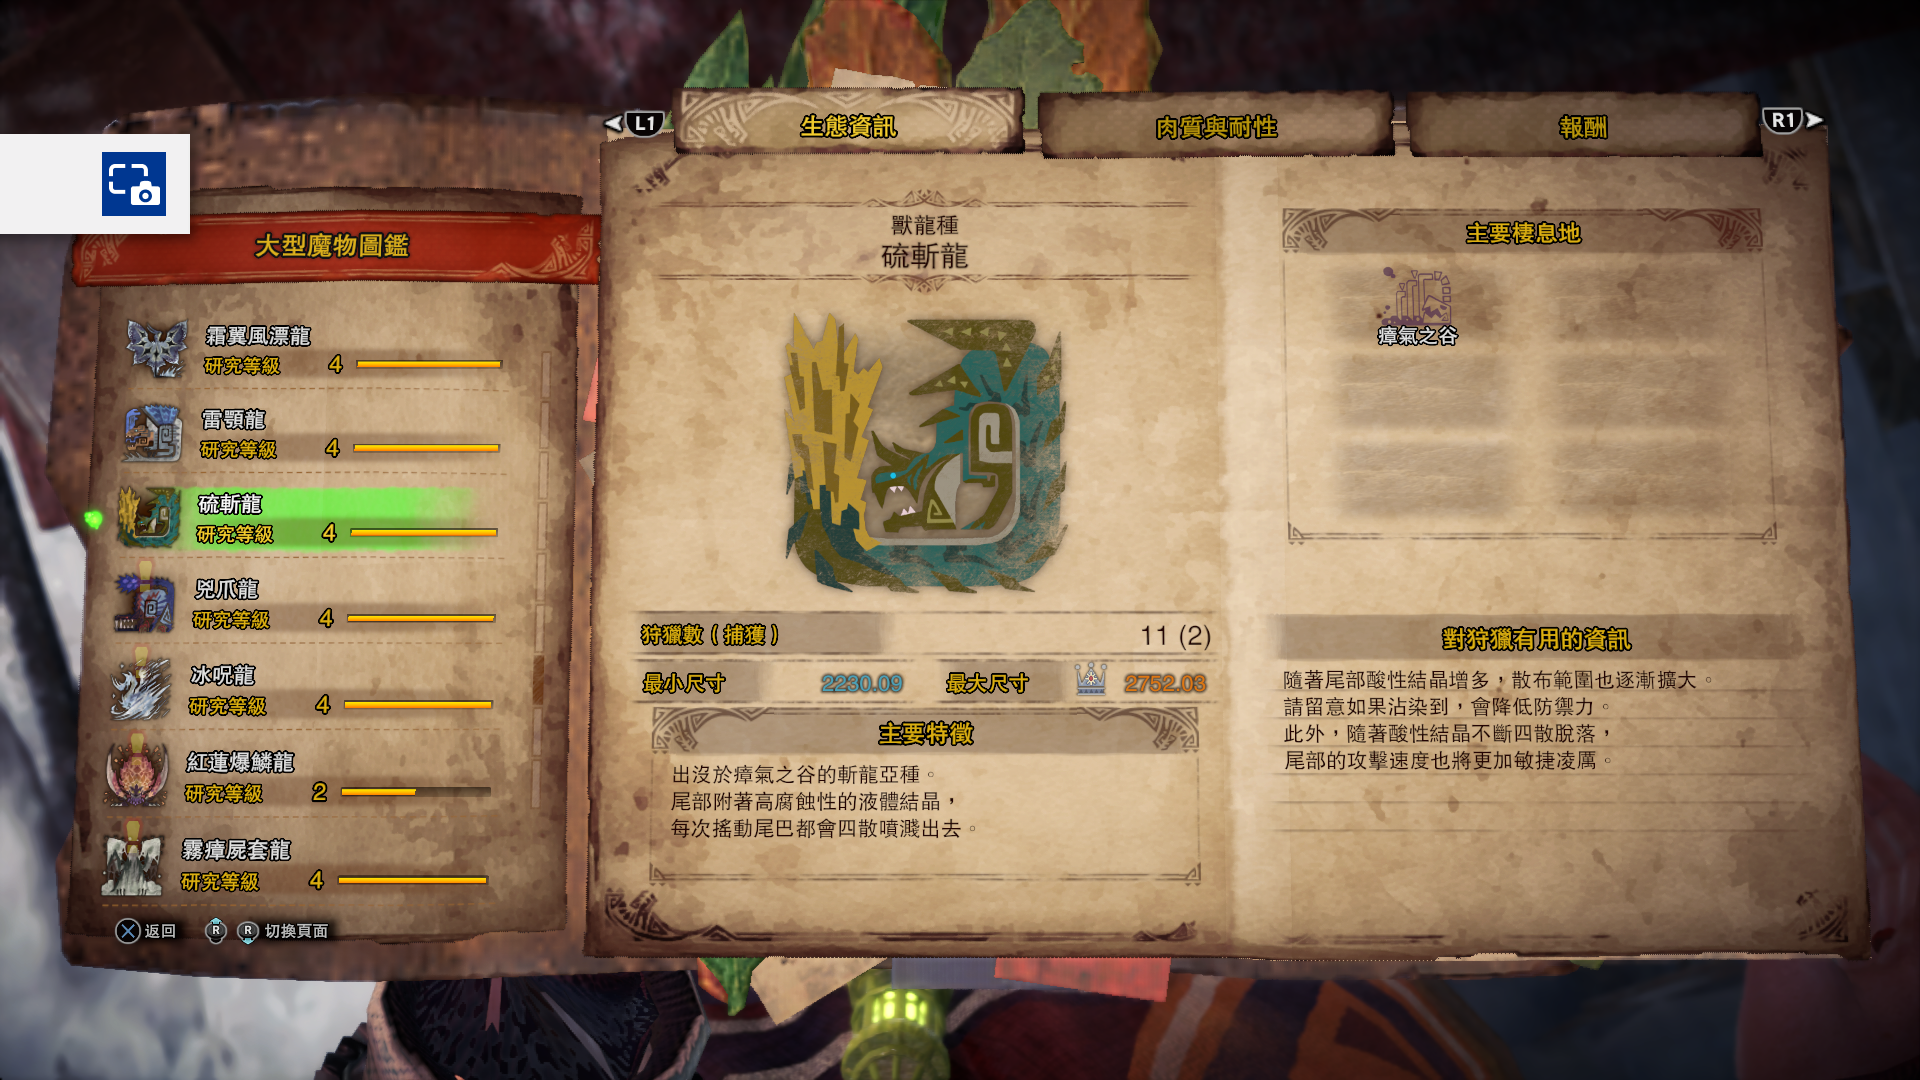 L1
生態資訊
肉質與耐性
報酬
R1
大型魔物圖鑑
霜翼風漂龍
研究等級 4
雷顎龍
研究等級 4
硫斬龍
研究等級 4
兇爪龍
研究等級 4
冰呪龍
研究等級 4
紅蓮爆鱗龍
研究等級 2
霧瘴屍套龍
研究等級 4
返回 R R 切換頁面
獸龍種
硫斬龍
狩獵數(捕獲) 11 (2)
最小尺寸 2230.09 最大尺寸 2752.03
主要特徵
出沒於瘴氣之谷的斬龍亞種。
尾部附著高腐蝕性的液體結晶,
每次搖動尾巴都會四散噴濺出去。
主要棲息地
瘴氣之谷
對狩獵有用的資訊
隨著尾部酸性結晶增多,散布範圍也逐漸擴大。
請留意如果沾染到,會降低防禦力。
此外,隨著酸性結晶不斷四散脫落,
尾部的攻擊速度也將更加敏捷凌厲。